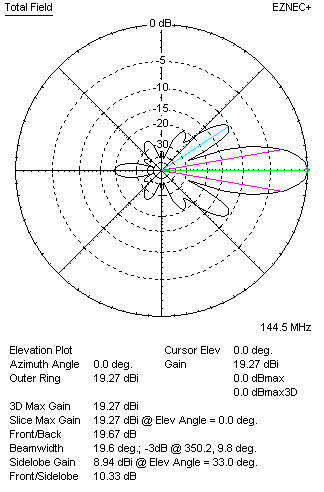 Total Field
EZNEC+
0 dB
-5
-10
-15
-20
-30
144.5 MHz
Elevation Plot
Cursor Elev 0.0 deg.
Azimuth Angle 0.0 deg.
Gain 19.27 dBi
Outer Ring 19.27 dBi
0.0 dBmax
0.0 dBmax3D
3D Max Gain 19.27 dBi
Slice Max Gain 19.27 dBi @ Elev Angle = 0.0 deg.
Front/Back 19.67 dB
Beamwidth 19.6 deg.; -3dB @ 350.2, 9.8 deg.
Sidelobe Gain 8.94 dBi @ Elev Angle = 33.0 deg.
Front/Sidelobe 10.33 dB